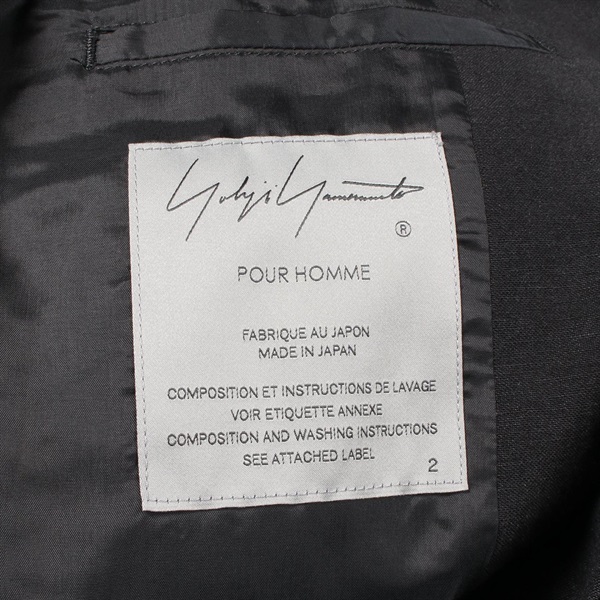 Yohji Yamamoto
®
POUR HOMME
FABRIQUE AU JAPON
MADE IN JAPAN
COMPOSITION ET INSTRUCTIONS DE LAVAGE
VOIR ETIQUETTE ANNEXE
COMPOSITION AND WASHING INSTRUCTIONS
SEE ATTACHED LABEL
2